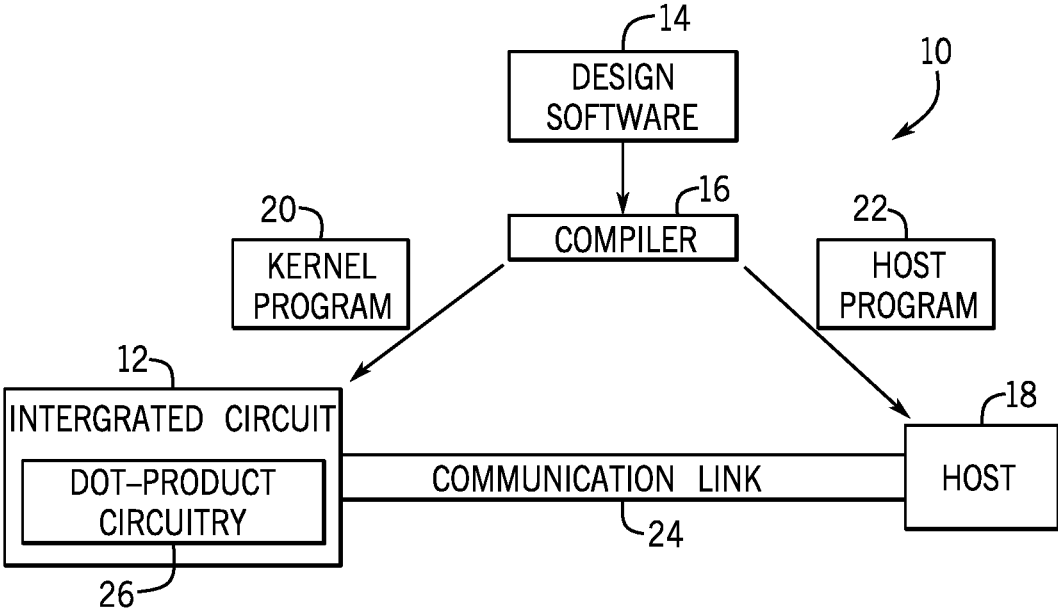 14
DESIGN
SOFTWARE
10
16
COMPILER
20
KERNEL
PROGRAM
22
HOST
PROGRAM
12
INTERGRATED CIRCUIT
DOT–PRODUCT
CIRCUITRY
26
COMMUNICATION LINK
24
18
HOST